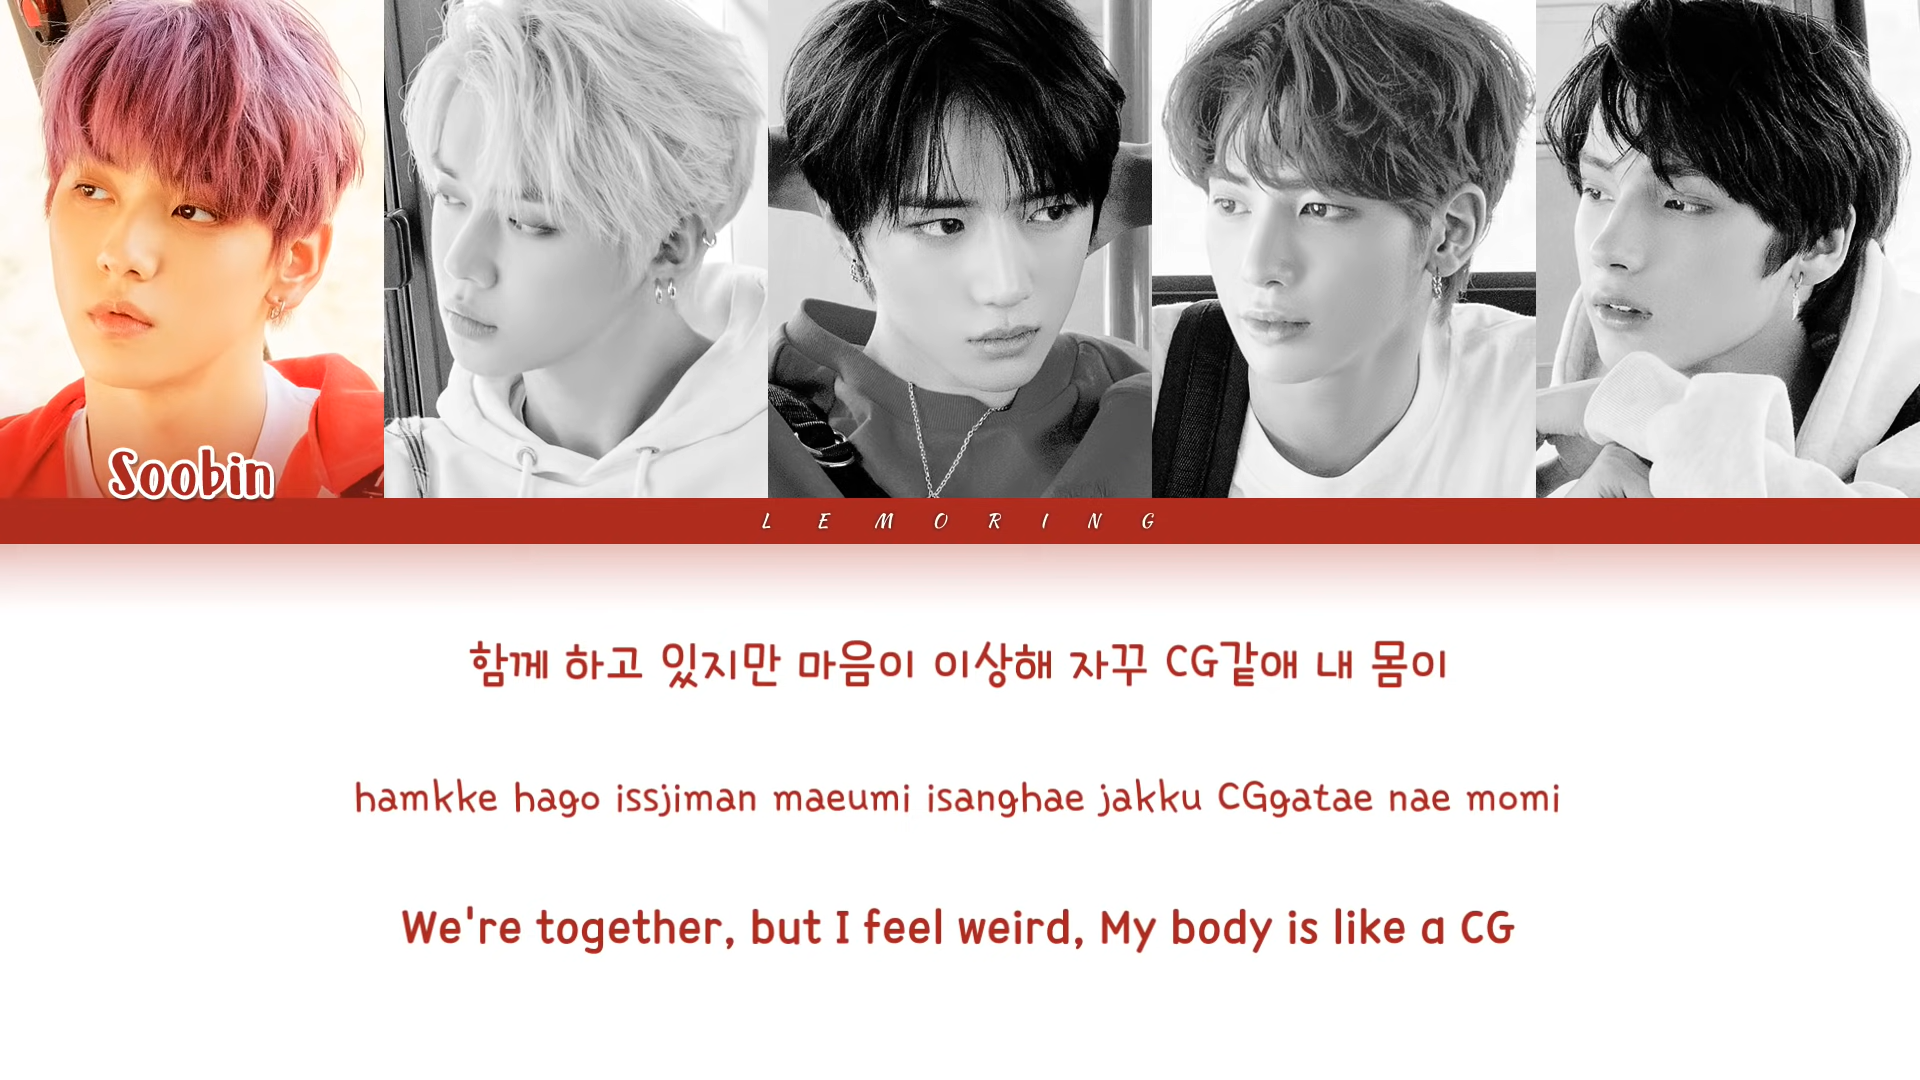 Soobin
LEMORING
함께 하고 있지만 마음이 이상해 자꾸 CG같애 내 몸이
hamkke hago issjiman maeumi isanghae jakku CGgatae nae momi
We're together, but I feel weird, My body is like a CG